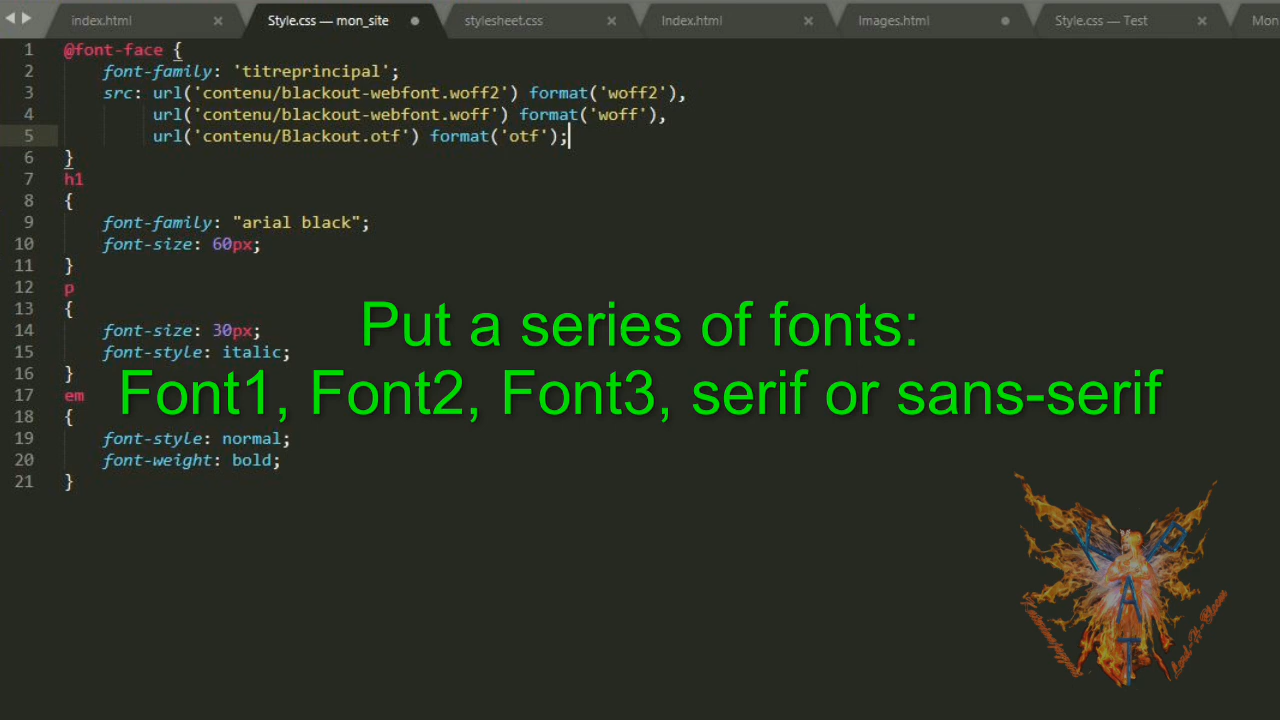 index.html
Style.css — mon_site
stylesheet.css
Index.html
Images.html
Style.css — Test
Mon
1 @font-face {
2 font-family: 'titreprincipal';
3 src: url('contenu/blackout-webfont.woff2') format('woff2'),
4 url('contenu/blackout-webfont.woff') format('woff'),
5 url('contenu/Blackout.otf') format('otf');
6 }
7 h1
8 {
9 font-family: "arial black";
10 font-size: 60px;
11 }
12 p
13 {
14 font-size: 30px;
15 font-style: italic;
16 }
17 em
18 {
19 font-style: normal;
20 font-weight: bold;
21 }
Put a series of fonts:
Font1, Font2, Font3, serif or sans-serif